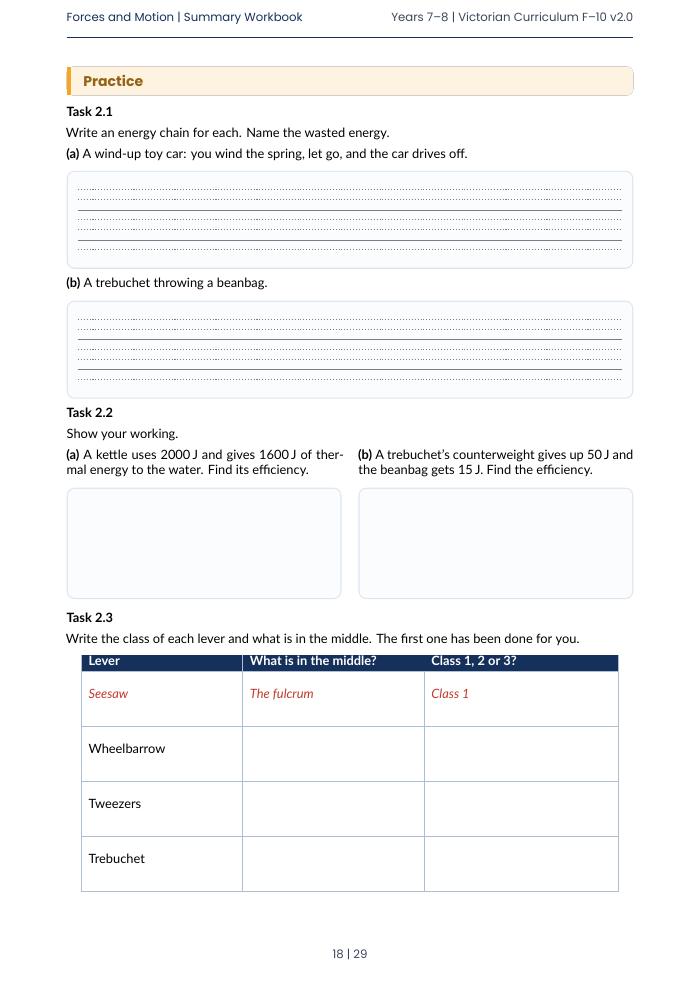 Forces and Motion | Summary Workbook Years 7–8 | Victorian Curriculum F–10 v2.0
Practice
Task 2.1
Write an energy chain for each. Name the wasted energy.
(a) A wind-up toy car: you wind the spring, let go, and the car drives off.
(b) A trebuchet throwing a beanbag.
Task 2.2
Show your working.
(a) A kettle uses 2000 J and gives 1600 J of ther-
mal energy to the water. Find its efficiency.
(b) A trebuchet’s counterweight gives up 50 J and
the beanbag gets 15 J. Find the efficiency.
Task 2.3
Write the class of each lever and what is in the middle. The first one has been done for you.
Lever What is in the middle? Class 1, 2 or 3?
Seesaw The fulcrum Class 1
Wheelbarrow
Tweezers
Trebuchet
18 | 29